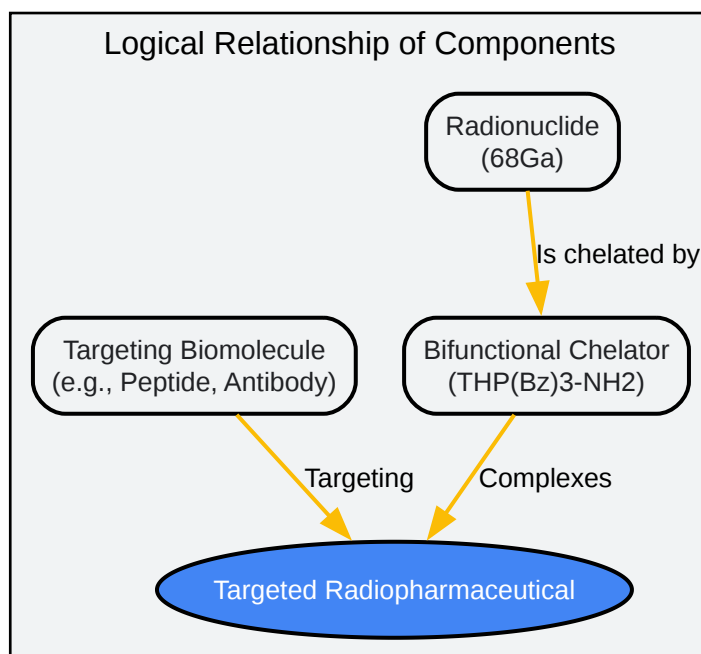 Logical Relationship of Components
Radionuclide
(68Ga)
Is chelated by
Targeting Biomolecule
(e.g., Peptide, Antibody)
Bifunctional Chelator
(THP(Bz)3-NH2)
Targeting
Complexes
Targeted Radiopharmaceutical